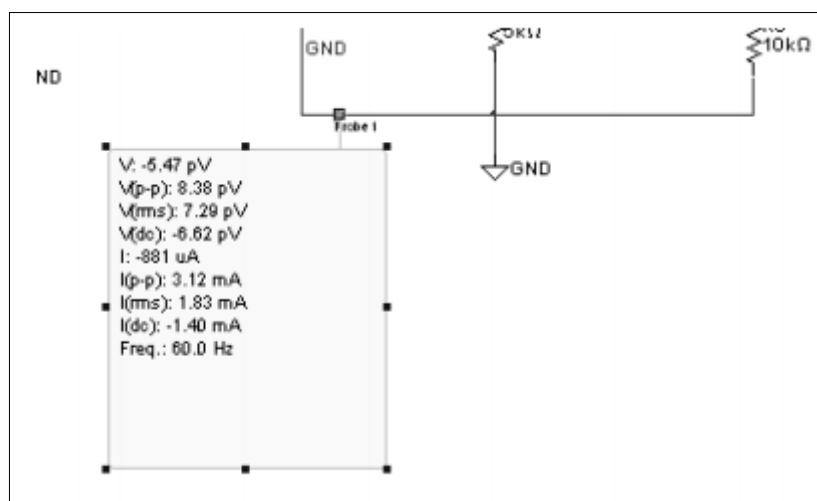 GND
10kΩ
ND
Probe 1
GND
V: -5.47 pV
V(p-p): 8.38 pV
V(rms): 7.29 pV
V(dc): -6.62 pV
I: -881 uA
I(p-p): 3.12 mA
I(rms): 1.83 mA
I(dc): -1.40 mA
Freq.: 60.0 Hz